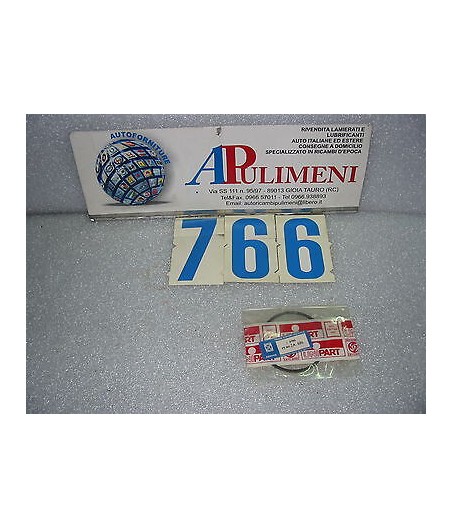 AUTOFORNITURE
APULIMENI
RIVENDITA LAMIERATI E
LUBRIFICANTI
AUTO ITALIANE ED ESTERE
CONSEGNE A DOMICILIO
SPECIALIZZATO IN RICAMBI D'EPOCA
Via SS 111 n. 95/97 - 89013 GIOIA TAURO (RC)
Tel&Fax. 0966 57011 - Tel 0966.938893
Email. autoricambipulimeni@libero.it
766
PART
PART